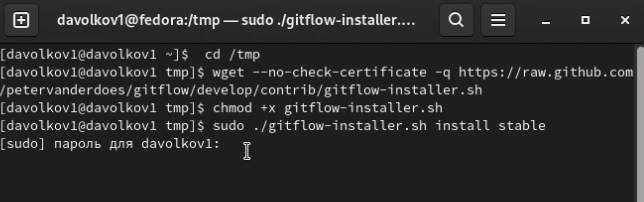 davolkov1@fedora:/tmp — sudo ./gitflow-installer.…
[davolkov1@davolkov1 ~]$  cd /tmp
[davolkov1@davolkov1 tmp]$ wget --no-check-certificate -q https://raw.github.com
/petervanderdoes/gitflow/develop/contrib/gitflow-installer.sh
[davolkov1@davolkov1 tmp]$ chmod +x gitflow-installer.sh
[davolkov1@davolkov1 tmp]$ sudo ./gitflow-installer.sh install stable
[sudo] пароль для davolkov1: